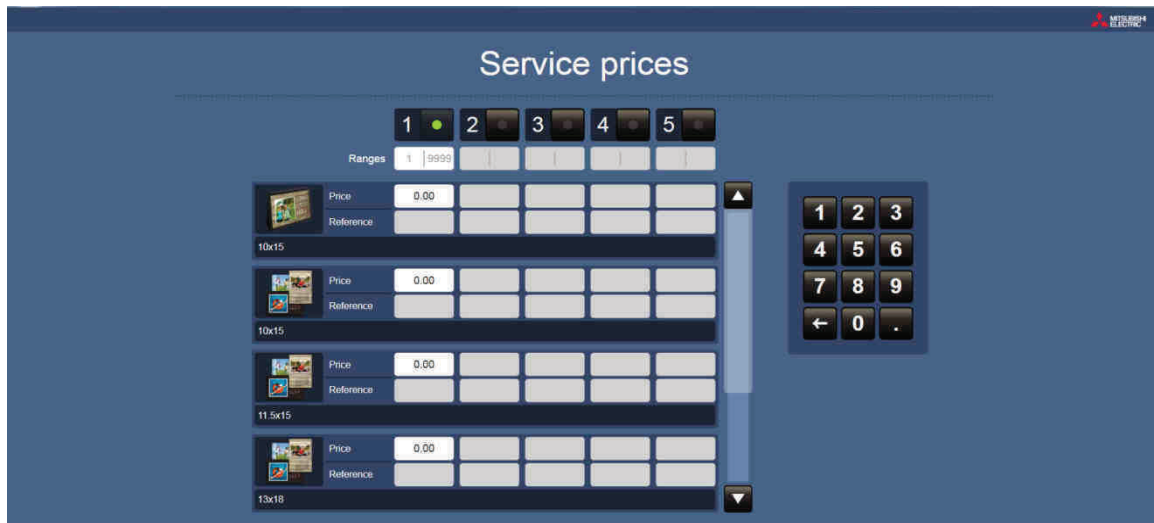 MITSUBISHI
ELECTRIC
Service prices
1 2 3 4 5
Ranges 1 9999
Price 0.00
Reference
10x15
Price 0.00
Reference
10x15
Price 0.00
Reference
11.5x15
Price 0.00
Reference
13x18
1 2 3
4 5 6
7 8 9
← 0 .